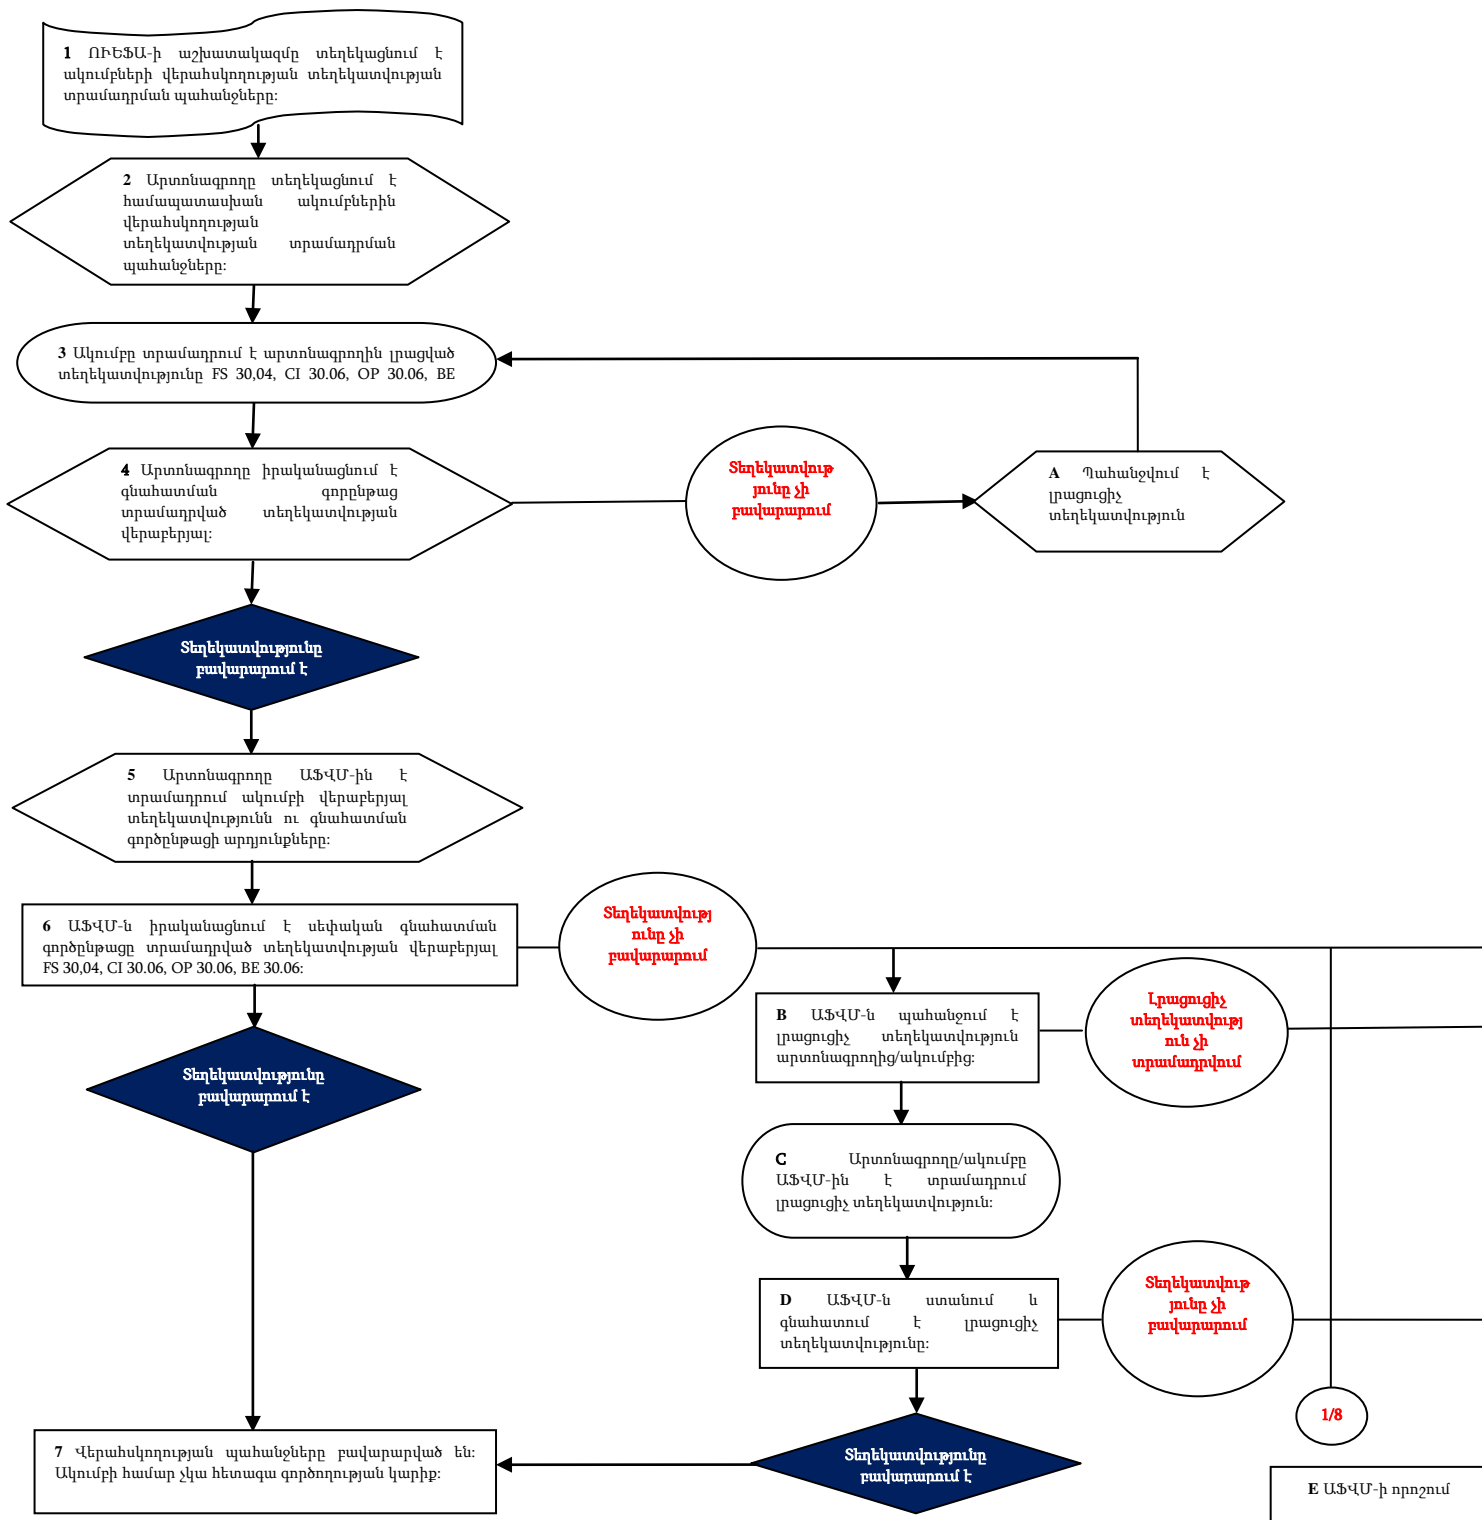 1 ՈՒԵՖԱ-ի աշխատակազմը տեղեկացնում է
ակումբների վերահսկողության տեղեկատվության
տրամադրման պահանջները:
2 Արտոնագրողը տեղեկացնում է
համապատասխան ակումբներին
վերահսկողության
տեղեկատվության տրամադրման
պահանջները:
3 Ակումբը տրամադրում է արտոնագրողին լրացված
տեղեկատվությունը FS 30,04, CI 30.06, OP 30.06, BE
4 Արտոնագրողը իրականացնում է
գնահատման գորընթաց
տրամադրված տեղեկատվության
վերաբերյալ:
Տեղեկատվութ
յունը չի
բավարարում
A Պահանջվում է
լրացուցիչ
տեղեկատվություն
Տեղեկատվությունը
բավարարում է
5 Արտոնագրողը ԱՖՎՄ-ին է
տրամադրում ակումբի վերաբերյալ
տեղեկատվությունն ու գնահատման
գործընթացի արդյունքները:
6 ԱՖՎՄ-ն իրականացնում է սեփական գնահատման
գործընթացը տրամադրված տեղեկատվության վերաբերյալ
FS 30,04, CI 30.06, OP 30.06, BE 30.06:
Տեղեկատվությ
ունը չի
բավարարում
B ԱՖՎՄ-ն պահանջում է
լրացուցիչ տեղեկատվություն
արտոնագրողից/ակումբից:
Լրացուցիչ
տեղեկատվությ
ուն չի
տրամադրվում
Տեղեկատվությունը
բավարարում է
C Արտոնագրողը/ակումբը
ԱՖՎՄ-ին է տրամադրում
լրացուցիչ տեղեկատվություն:
D ԱՖՎՄ-ն ստանում և
գնահատում է լրացուցիչ
տեղեկատվությունը:
Տեղեկատվութ
յունը չի
բավարարում
1/8
7 Վերահսկողության պահանջները բավարարված են:
Ակումբի համար չկա հետագա գործողության կարիք:
Տեղեկատվությունը
բավարարում է
E ԱՖՎՄ-ի որոշում